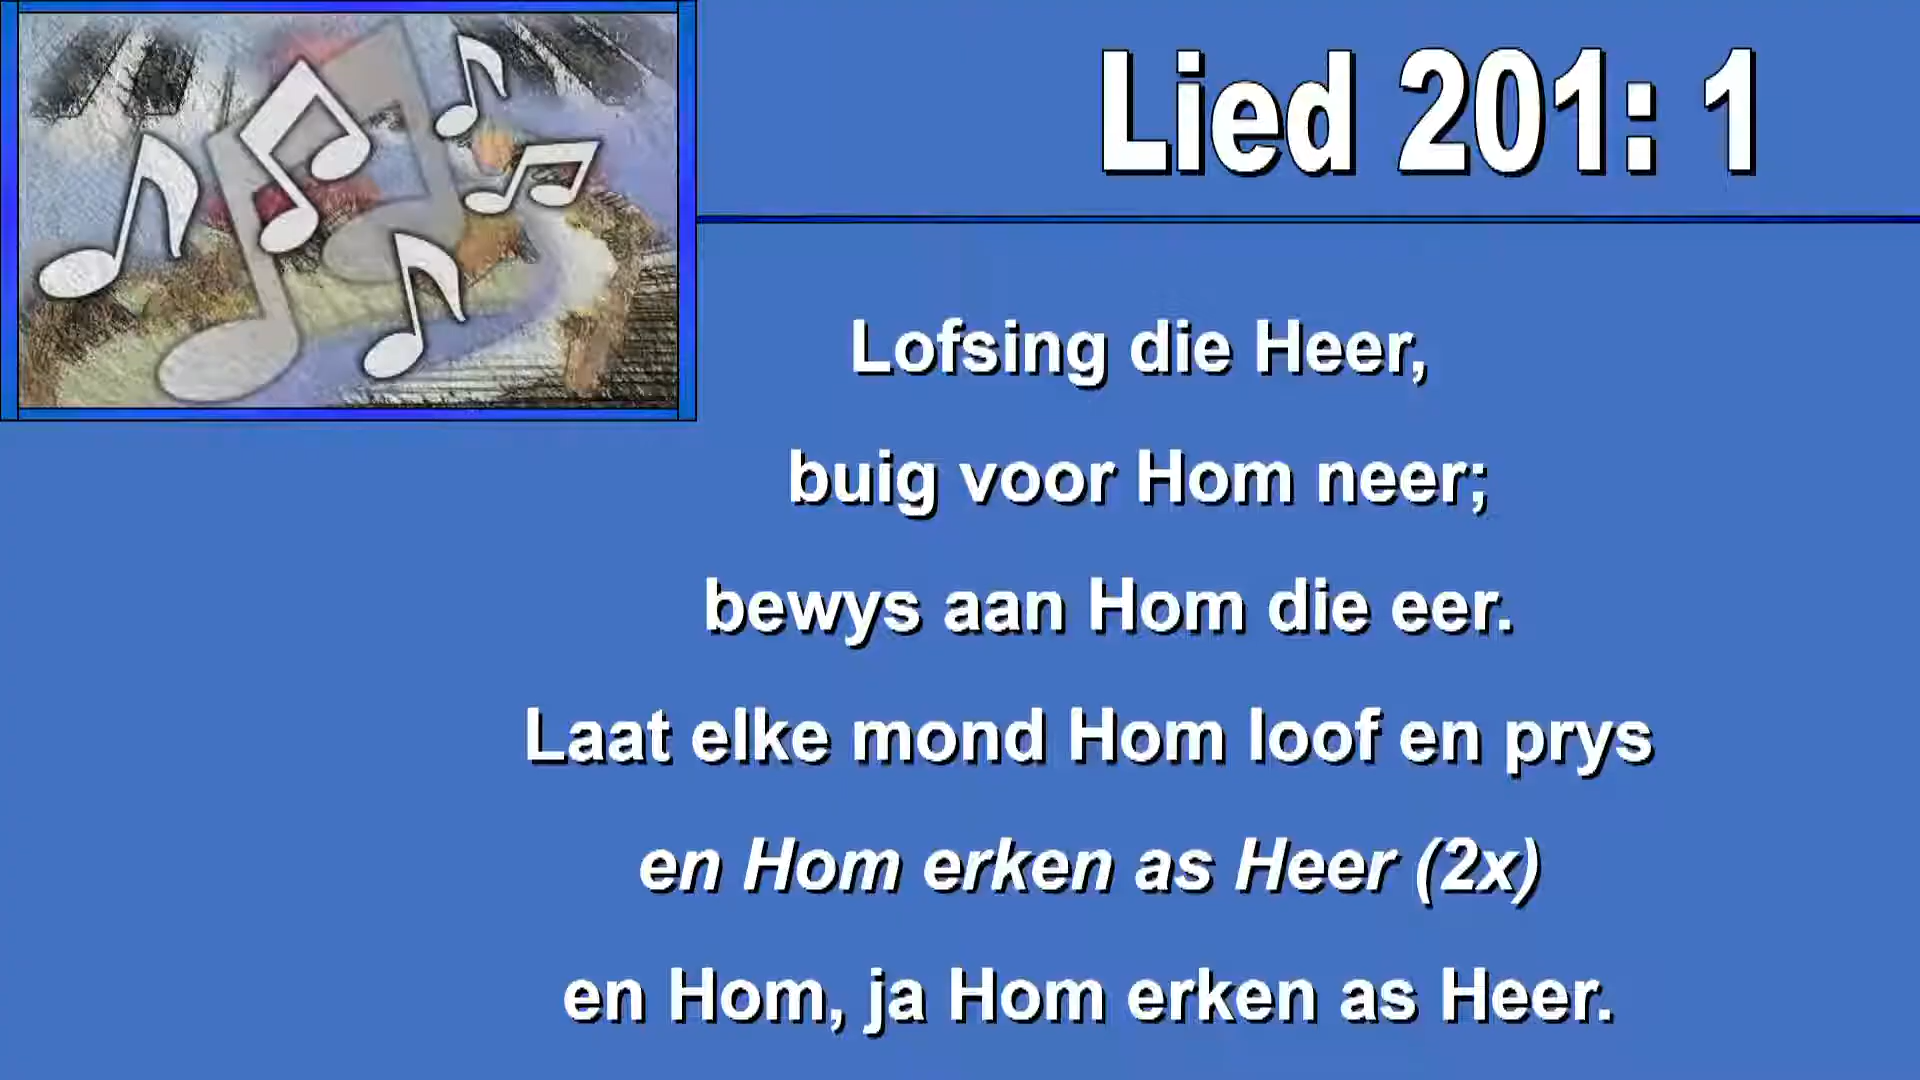 Lied 201: 1
Lofsing die Heer,
buig voor Hom neer;
bewys aan Hom die eer.
Laat elke mond Hom loof en prys
en Hom erken as Heer (2x)
en Hom, ja Hom erken as Heer.